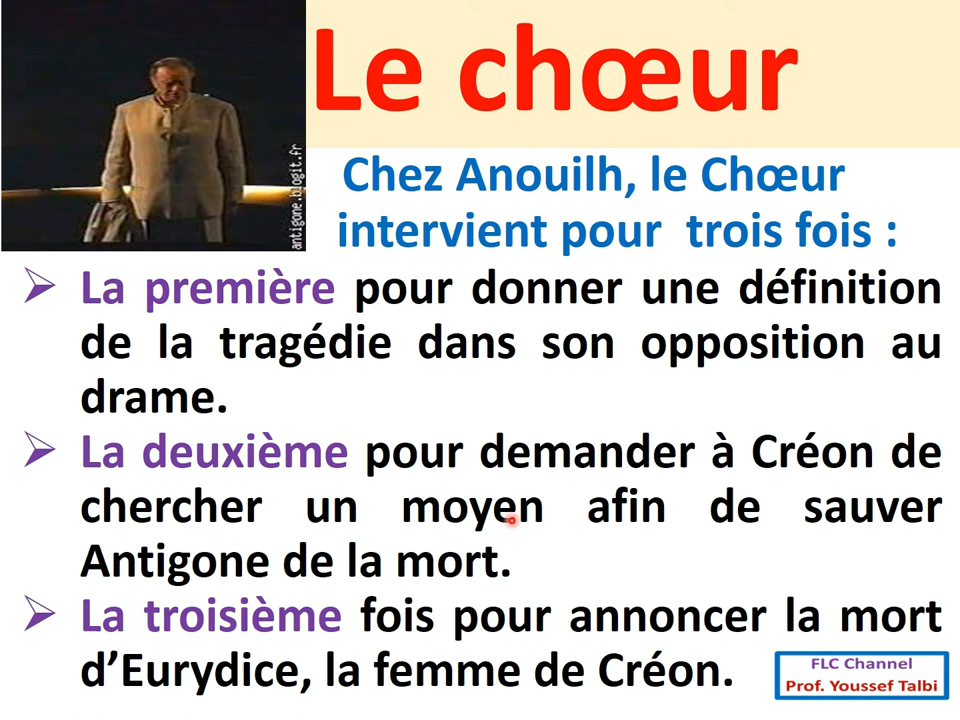 Le chœur
antigone.blogit.fr
Chez Anouilh, le Chœur
intervient pour trois fois :
➢ La première pour donner une définition
de la tragédie dans son opposition au
drame.
➢ La deuxième pour demander à Créon de
chercher un moyen afin de sauver
Antigone de la mort.
➢ La troisième fois pour annoncer la mort
d’Eurydice, la femme de Créon.
FLC Channel
Prof. Youssef Talbi